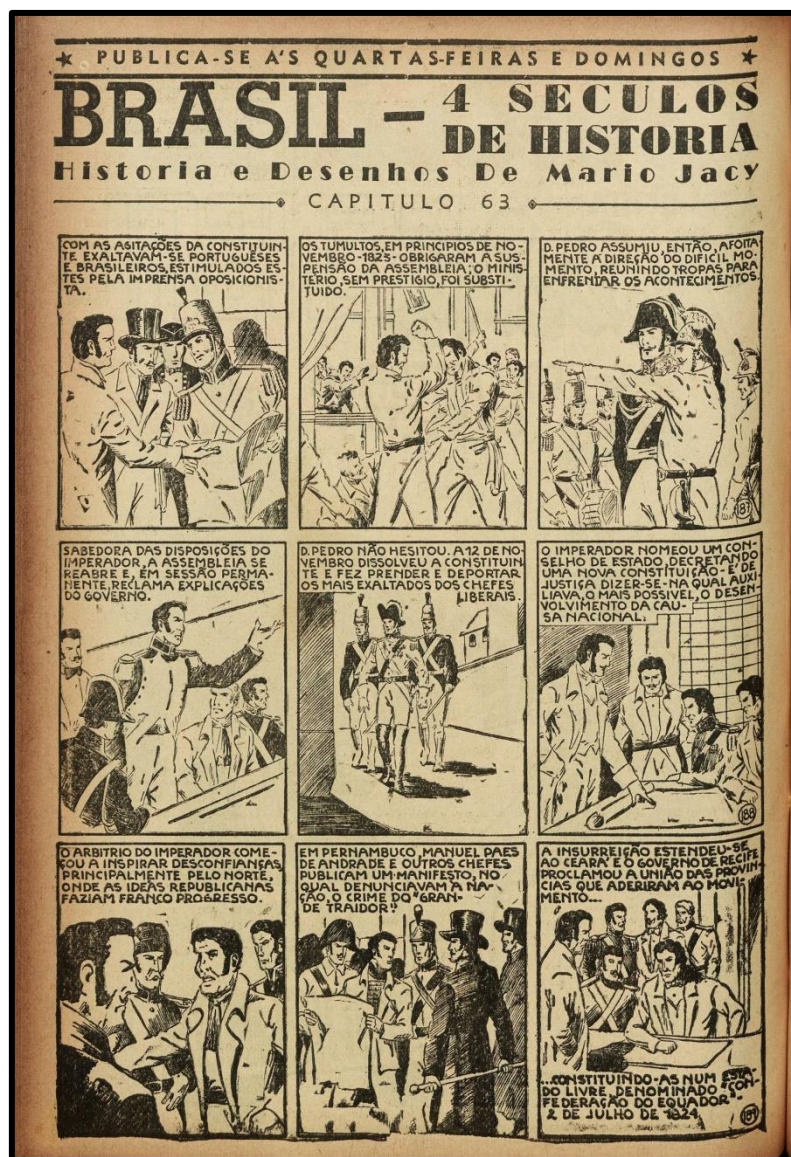 ★ PUBLICA-SE A'S QUARTAS-FEIRAS E DOMINGOS ★
BRASIL - 4 SECULOS
DE HISTORIA
Historia e Desenhos De Mario Jacy
CAPITULO 63
COM AS AGITAÇÕES DA CONSTITUIN-
TE EXALTAVAM-SE PORTUGUÊSES
E BRASILEIROS, ESTIMULADOS ES-
TES PELA IMPRENSA OPOSICIONIS-
TA.
OS TUMULTOS, EM PRINCIPIOS DE NO-
VEMBRO-1823-OBRIGARAM A SUS-
PENSÃO DA ASSEMBLEIA; O MINIS-
TERIO, SEM PRESTIGIO, FOI SUBSTI-
TUIDO.
D. PEDRO ASSUMIU, ENTÃO, AFOITA-
MENTE A DIREÇÃO DO DIFICIL MO-
MENTO, REUNINDO TROPAS PARA
ENFRENTAR OS ACONTECIMENTOS.
187
SABEDORA DAS DISPOSIÇÕES DO
IMPERADOR, A ASSEMBLEIA SE
REABRE E, EM SESSÃO PERMA-
NENTE, RECLAMA EXPLICAÇÕES
DO GOVERNO.
D. PEDRO NÃO HESITOU. A 12 DE NO-
VEMBRO DISSOLVEU A CONSTITUIN-
TE E FEZ PRENDER E DEPORTAR
OS MAIS EXALTADOS DOS CHEFES
LIBERAIS.
O IMPERADOR NOMEOU UM CON-
SELHO DE ESTADO, DECRETANDO
UMA NOVA CONSTITUIÇÃO-É DE
JUSTIÇA DIZER-SE-NA QUAL AUXI-
LIAVA, O MAIS POSSIVEL, O DESEN-
VOLVIMENTO DA CAU-
SA NACIONAL.
188
O ARBITRIO DO IMPERADOR COME-
ÇOU A INSPIRAR DESCONFIANÇAS,
PRINCIPALMENTE PELO NORTE,
ONDE AS IDEAS REPUBLICANAS
FAZIAM FRANCO PROGRESSO.
EM PERNAMBUCO, MANUEL PAES
DE ANDRADE E OUTROS CHEFES
PUBLICAM UM MANIFESTO, NO
QUAL DENUNCIAVAM A NA-
ÇÃO, O CRIME DO "GRAN-
DE TRAIDOR".
A INSURREIÇÃO ESTENDEU-SE
AO CEARÁ E O GOVERNO DE RECIFE
PROCLAMOU A UNIÃO DAS PROVIN-
CIAS QUE ADERIRAM AO MOVI-
MENTO...
...CONSTITUINDO-AS NUM ESTA-
DO LIVRE, DENOMINADO "CON-
FEDERAÇÃO DO EQUADOR"-
2 DE JULHO DE 1824.
189